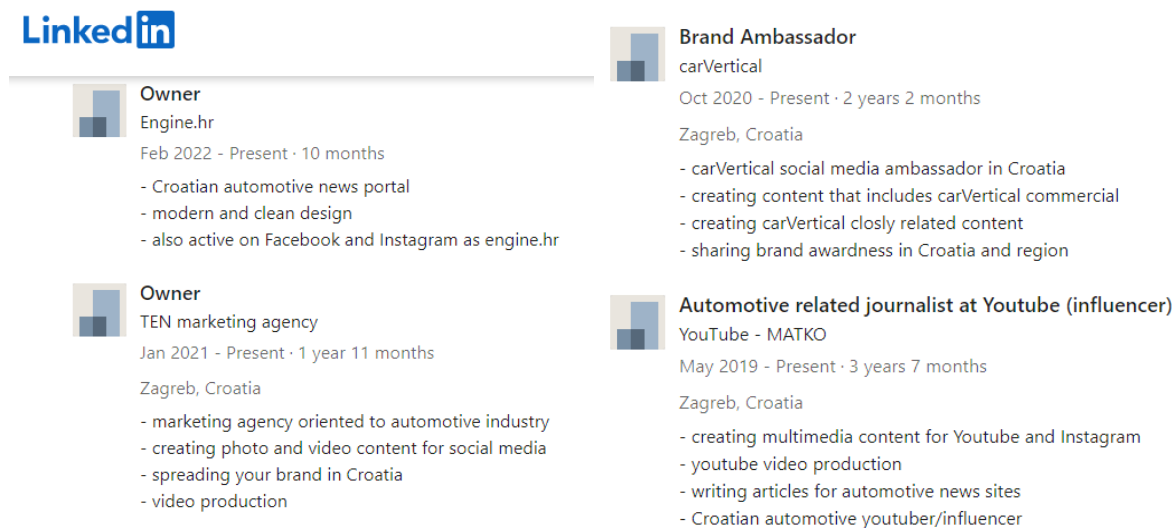 LinkedIn
Owner
Engine.hr
Feb 2022 - Present · 10 months
- Croatian automotive news portal
- modern and clean design
- also active on Facebook and Instagram as engine.hr
Owner
TEN marketing agency
Jan 2021 - Present · 1 year 11 months
Zagreb, Croatia
- marketing agency oriented to automotive industry
- creating photo and video content for social media
- spreading your brand in Croatia
- video production
Brand Ambassador
carVertical
Oct 2020 - Present · 2 years 2 months
Zagreb, Croatia
- carVertical social media ambassador in Croatia
- creating content that includes carVertical commercial
- creating carVertical closly related content
- sharing brand awardness in Croatia and region
Automotive related journalist at Youtube (influencer)
YouTube - MATKO
May 2019 - Present · 3 years 7 months
Zagreb, Croatia
- creating multimedia content for Youtube and Instagram
- youtube video production
- writing articles for automotive news sites
- Croatian automotive youtuber/influencer